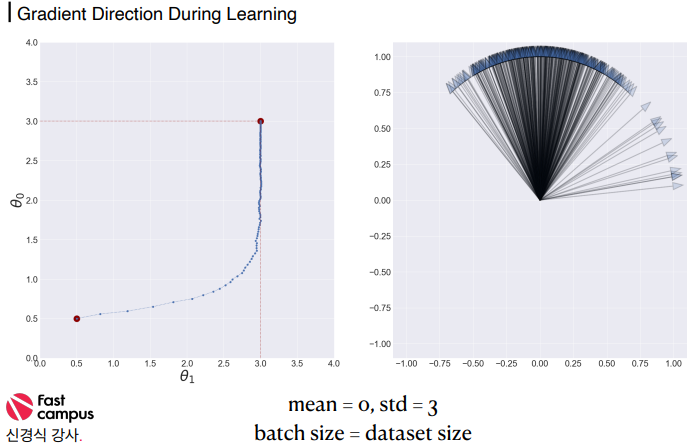 Gradient Direction During Learning
4.0
3.5
3.0
2.5
2.0
1.5
1.0
0.5
0.0
θ0
0.0 0.5 1.0 1.5 2.0 2.5 3.0 3.5 4.0
θ1
1.00
0.75
0.50
0.25
0.00
−0.25
−0.50
−0.75
−1.00
−1.00 −0.75 −0.50 −0.25 0.00 0.25 0.50 0.75 1.00
fast
campus
신경식 강사.
mean = 0, std = 3
batch size = dataset size